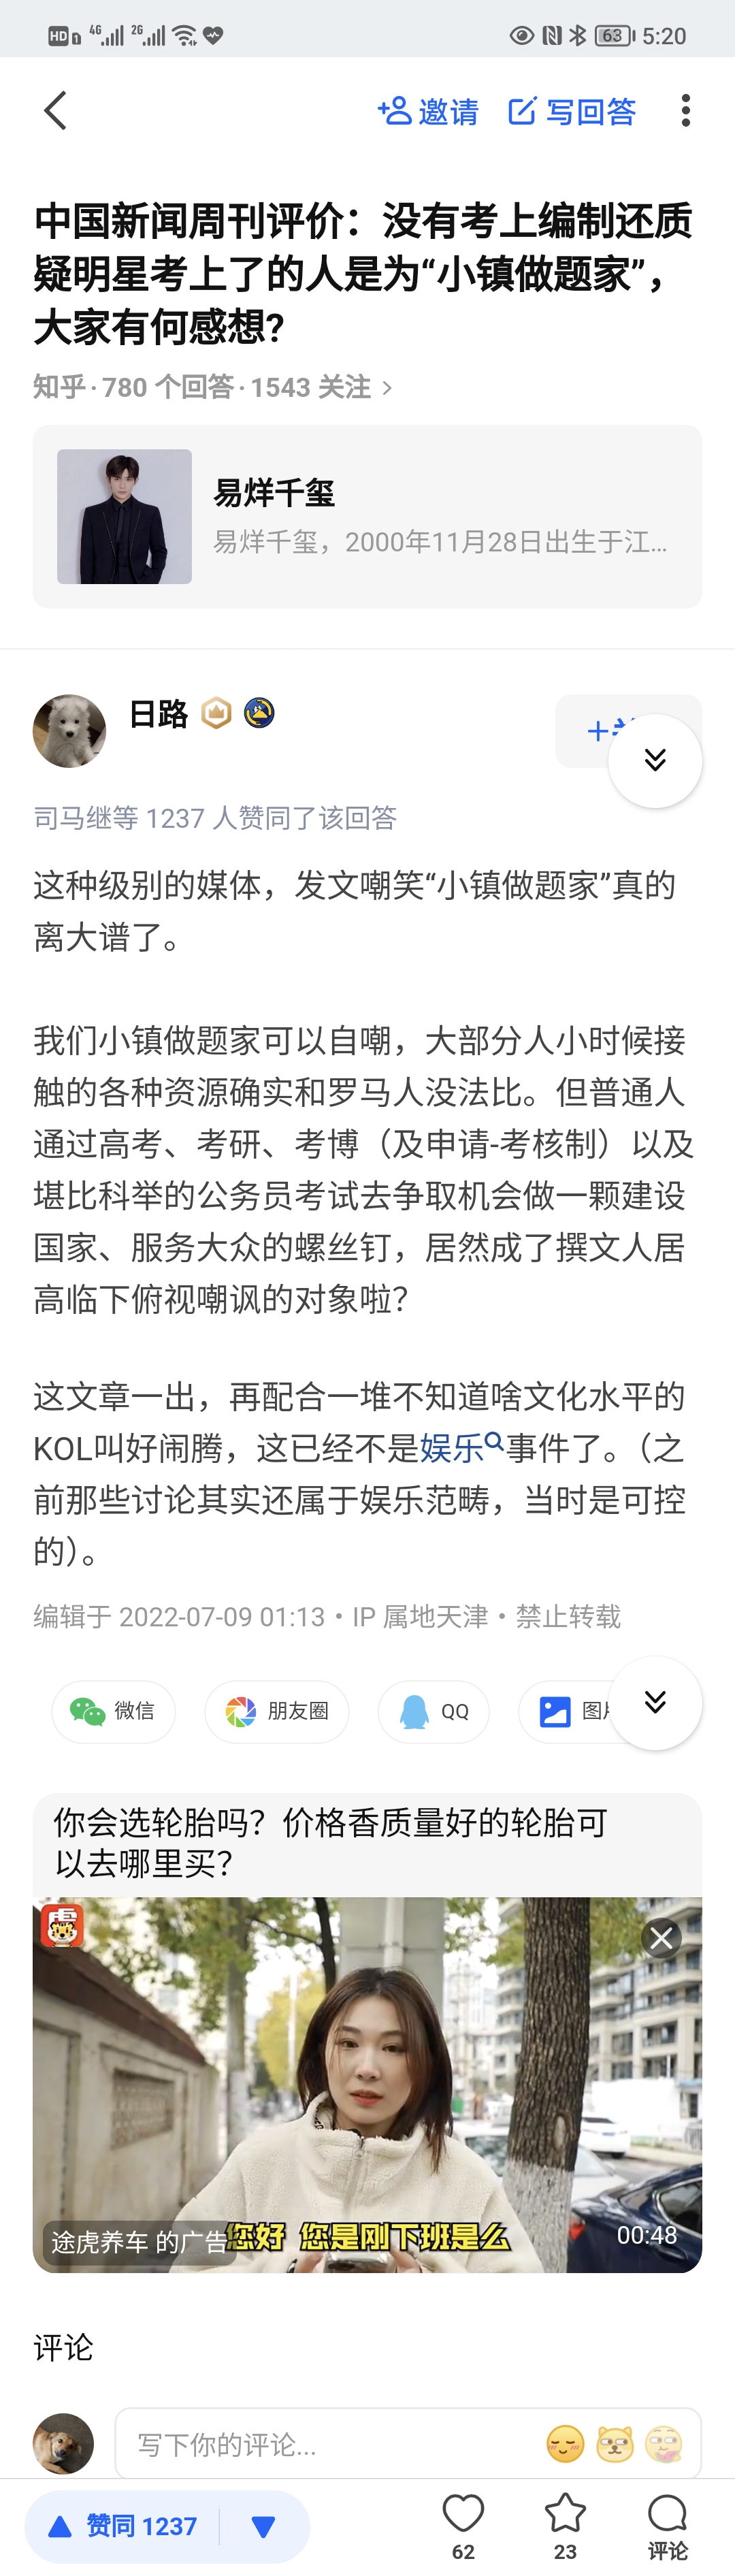 HD 1 4G 2G 63 5:20
邀请 写回答
中国新闻周刊评价：没有考上编制还质
疑明星考上了的人是为“小镇做题家”，
大家有何感想?
知乎·780 个回答·1543 关注
易烊千玺
易烊千玺，2000年11月28日出生于江...
日路
司马继等 1237 人赞同了该回答
这种级别的媒体，发文嘲笑“小镇做题家”真的
离大谱了。
我们小镇做题家可以自嘲，大部分人小时候接
触的各种资源确实和罗马人没法比。但普通人
通过高考、考研、考博（及申请-考核制）以及
堪比科举的公务员考试去争取机会做一颗建设
国家、服务大众的螺丝钉，居然成了撰文人居
高临下俯视嘲讽的对象啦？
这文章一出，再配合一堆不知道啥文化水平的
KOL叫好闹腾，这已经不是娱乐事件了。（之
前那些讨论其实还属于娱乐范畴，当时是可控
的）。
编辑于 2022-07-09 01:13・IP 属地天津・禁止转载
微信 朋友圈 QQ 图
你会选轮胎吗？价格香质量好的轮胎可
以去哪里买？
虎
途虎养车 的广告
您好 您是刚下班是么
00:48
评论
写下你的评论...
赞同 1237
62 23 评论